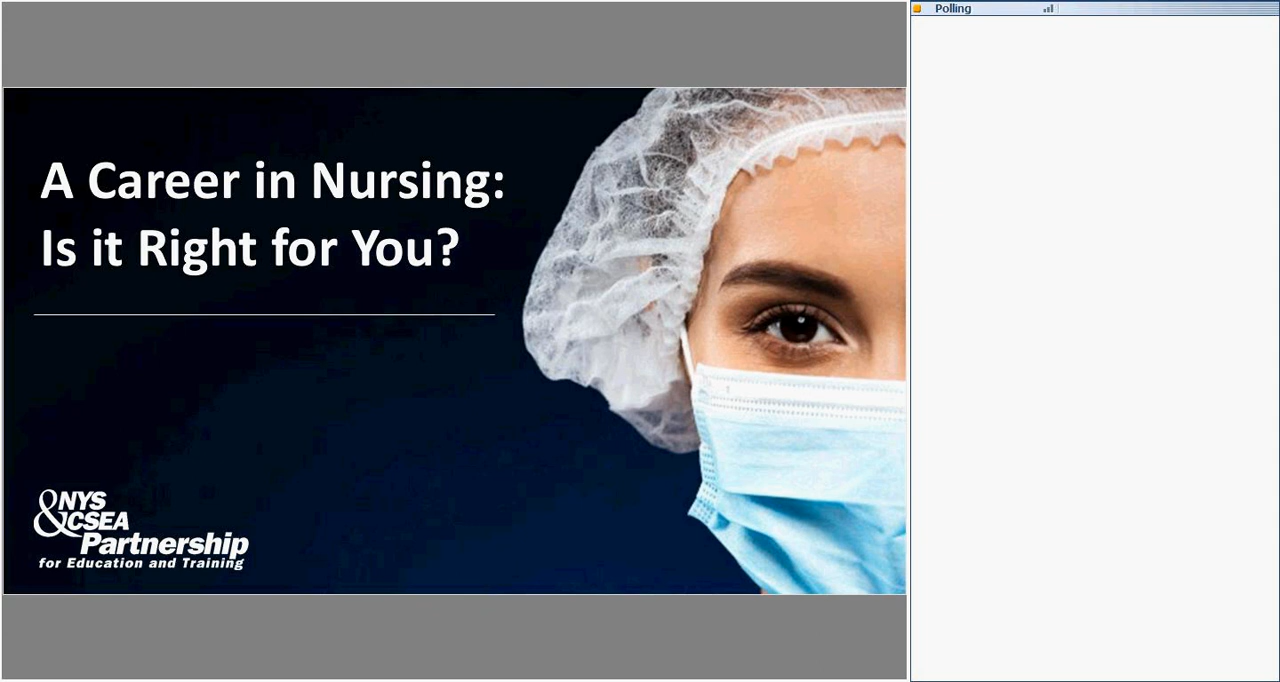 Polling
A Career in Nursing:
Is it Right for You?
&NYS
CSEA
Partnership
for Education and Training